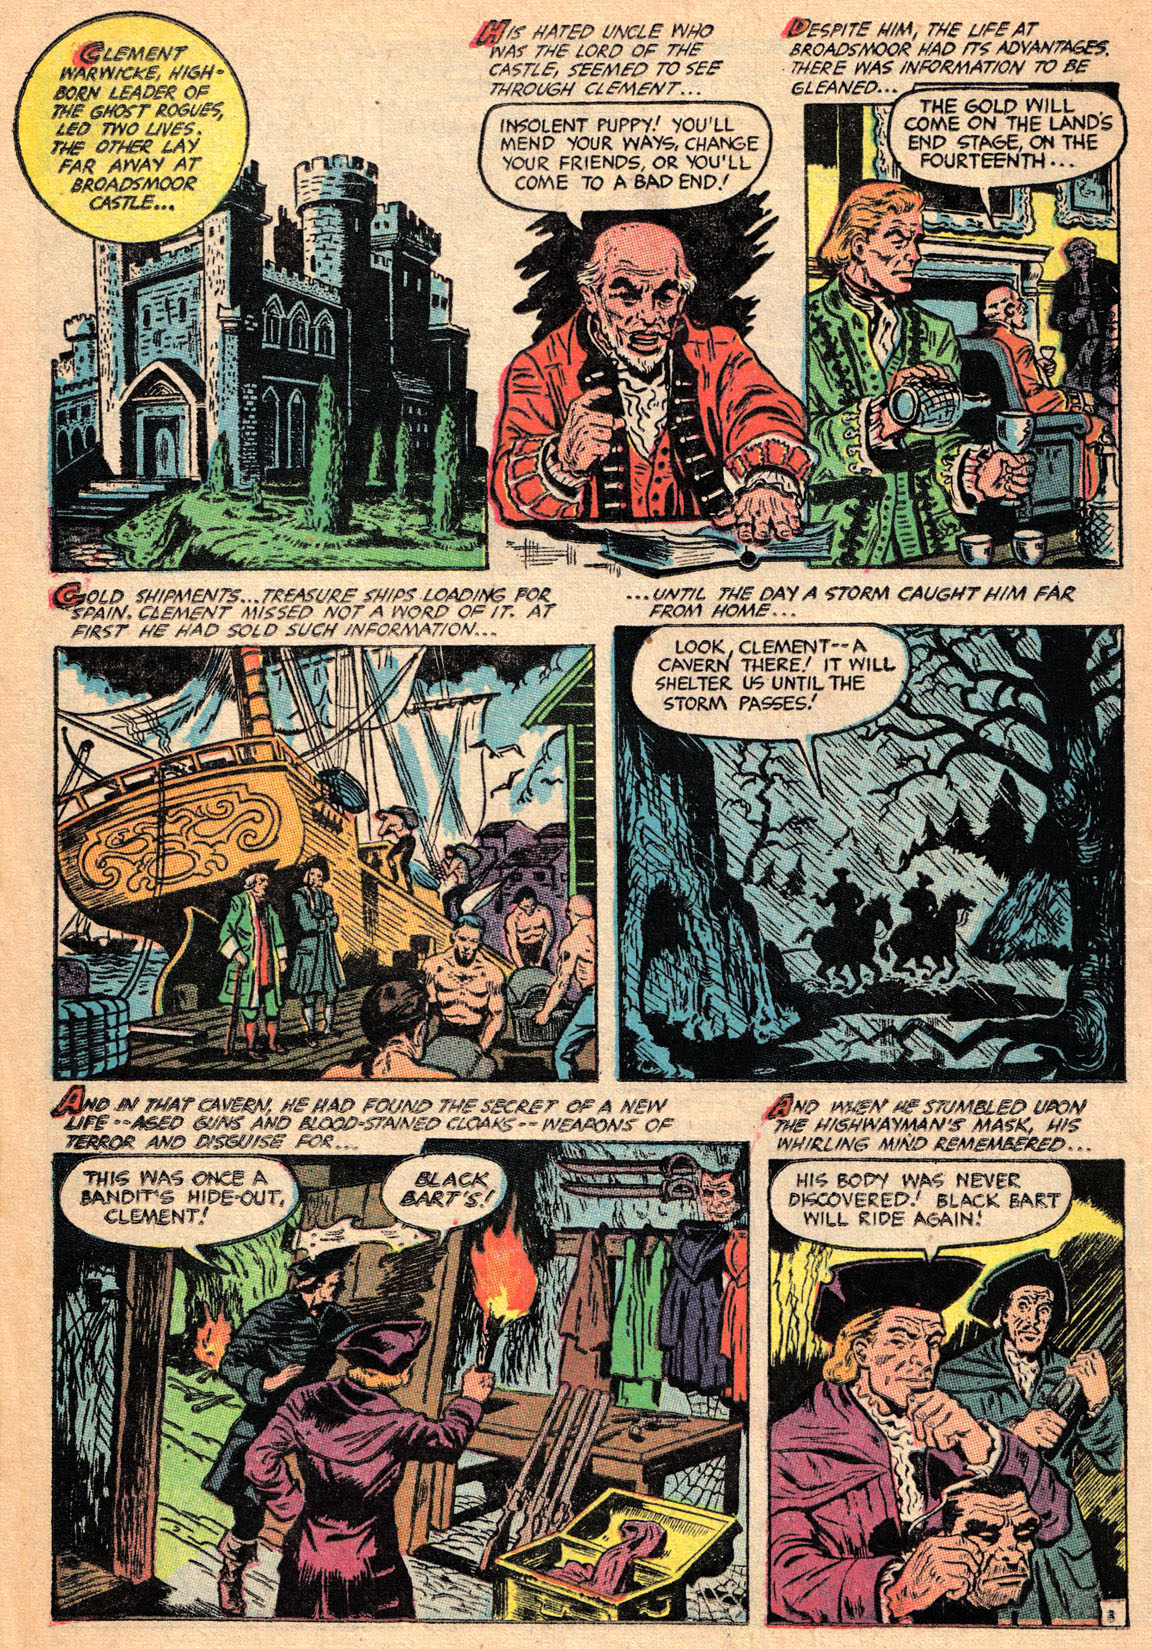 CLEMENT
WARWICKE, HIGH-
BORN LEADER OF
THE GHOST ROGUES,
LED TWO LIVES.
THE OTHER LAY
FAR AWAY AT
BROADSMOOR
CASTLE...
HIS HATED UNCLE WHO
WAS THE LORD OF THE
CASTLE, SEEMED TO SEE
THROUGH CLEMENT...
INSOLENT PUPPY! YOU'LL
MEND YOUR WAYS, CHANGE
YOUR FRIENDS, OR YOU'LL
COME TO A BAD END!
DESPITE HIM, THE LIFE AT
BROADSMOOR HAD ITS ADVANTAGES.
THERE WAS INFORMATION TO BE
GLEANED...
THE GOLD WILL
COME ON THE LAND'S
END STAGE, ON THE
FOURTEENTH...
GOLD SHIPMENTS...TREASURE SHIPS LOADING FOR
SPAIN. CLEMENT MISSED NOT A WORD OF IT. AT
FIRST HE HAD SOLD SUCH INFORMATION...
...UNTIL THE DAY A STORM CAUGHT HIM FAR
FROM HOME...
LOOK, CLEMENT--A
CAVERN THERE! IT WILL
SHELTER US UNTIL THE
STORM PASSES!
AND IN THAT CAVERN, HE HAD FOUND THE SECRET OF A NEW
LIFE--AGED GUNS AND BLOOD-STAINED CLOAKS--WEAPONS OF
TERROR AND DISGUISE FOR...
THIS WAS ONCE A
BANDIT'S HIDE-OUT,
CLEMENT!
BLACK
BART'S!
AND WHEN HE STUMBLED UPON
THE HIGHWAYMAN'S MASK, HIS
WHIRLING MIND REMEMBERED...
HIS BODY WAS NEVER
DISCOVERED! BLACK BART
WILL RIDE AGAIN!
3